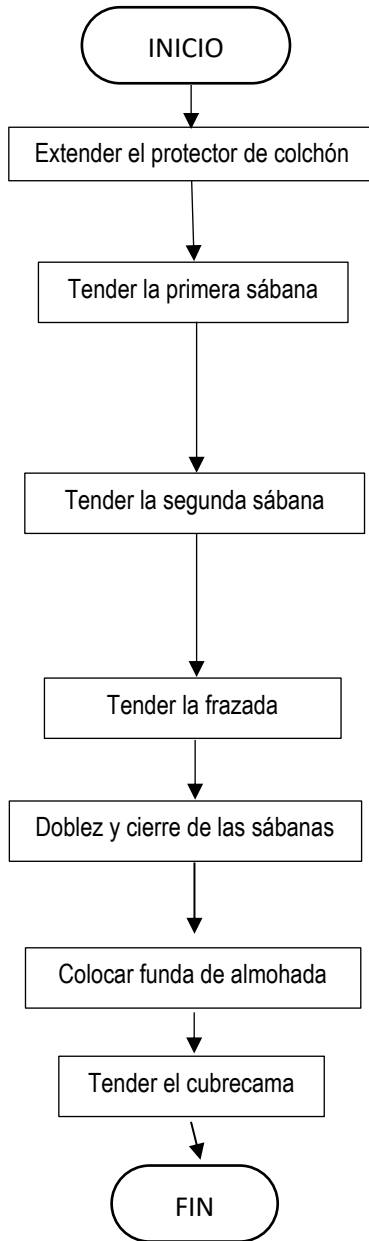 INICIO
Extender el protector de colchón
Tender la primera sábana
Tender la segunda sábana
Tender la frazada
Doblez y cierre de las sábanas
Colocar funda de almohada
Tender el cubrecama
FIN